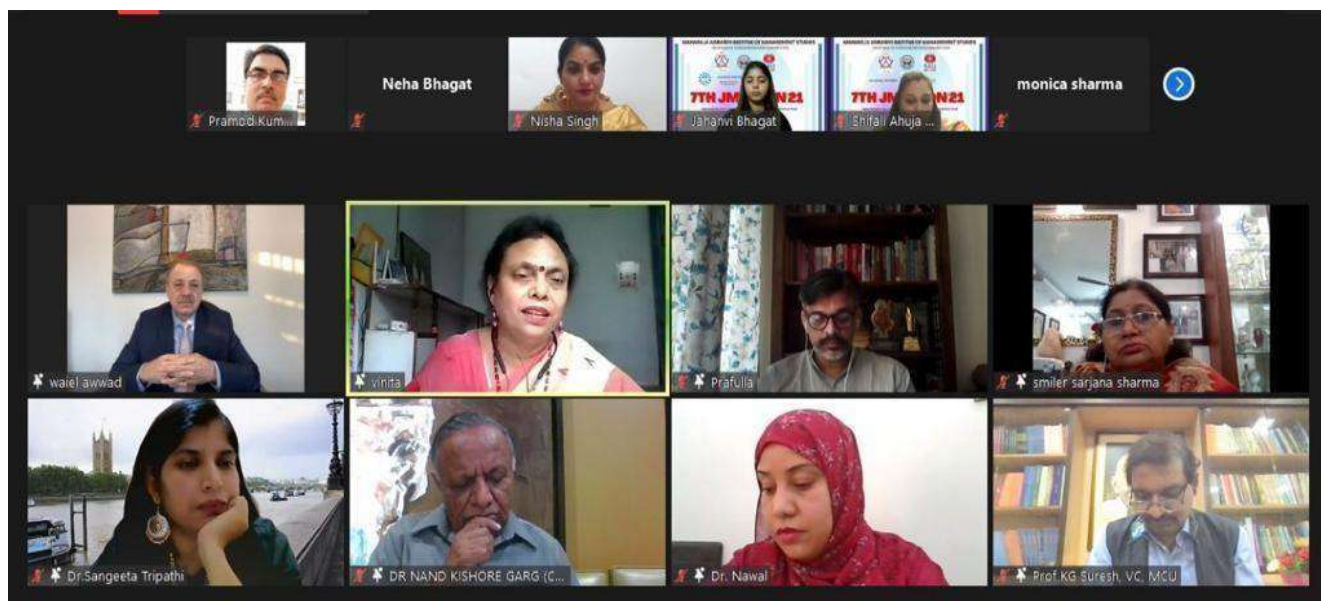 Pramod Kum...
Neha Bhagat
Nisha Singh
7TH JM ON 21
Jahanvi Bhagat
7TH JM ON 21
Shifali Ahuja ...
monica sharma
waiel awwad
vinita
Prafulla
smiler sarjana sharma
Dr.Sangeeta Tripathi
DR NAND KISHORE GARG (C...
Dr. Nawal
Prof.KG Suresh, VC, MCU